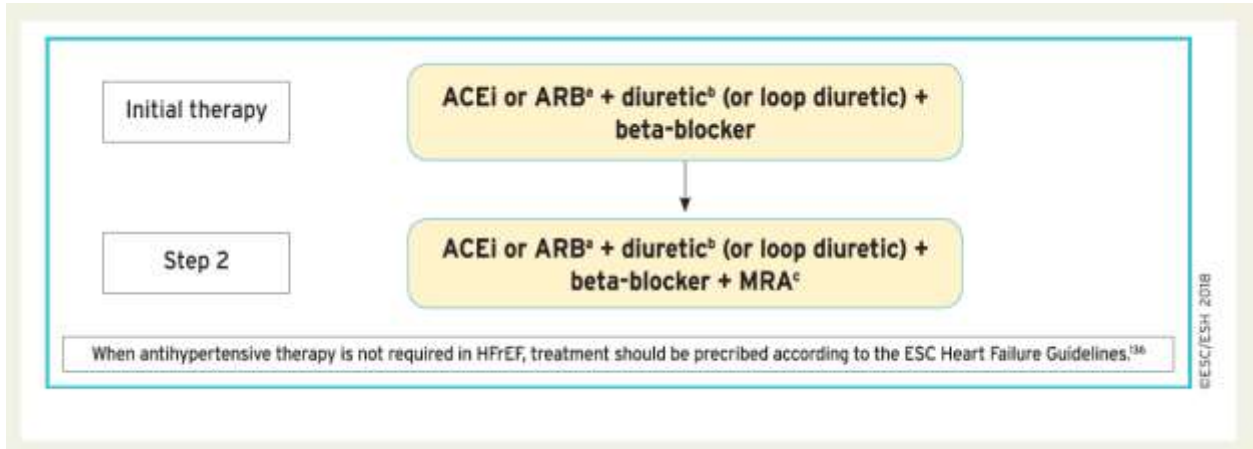 Initial therapy
ACEi or ARBᵃ + diureticᵇ (or loop diuretic) +
beta-blocker
Step 2
ACEi or ARBᵃ + diureticᵇ (or loop diuretic) +
beta-blocker + MRAᶜ
When antihypertensive therapy is not required in HFrEF, treatment should be precribed according to the ESC Heart Failure Guidelines.¹³⁶
©ESC/ESH 2018